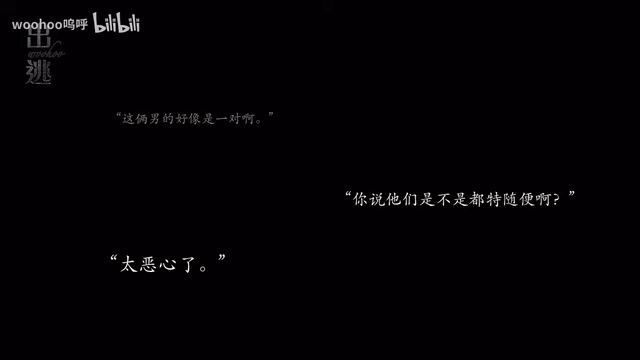 woohoo呜呼 bilibili
出
woohoo
逃
“这俩男的好像是一对啊。”
“你说他们是不是都特随便啊？”
“太恶心了。”